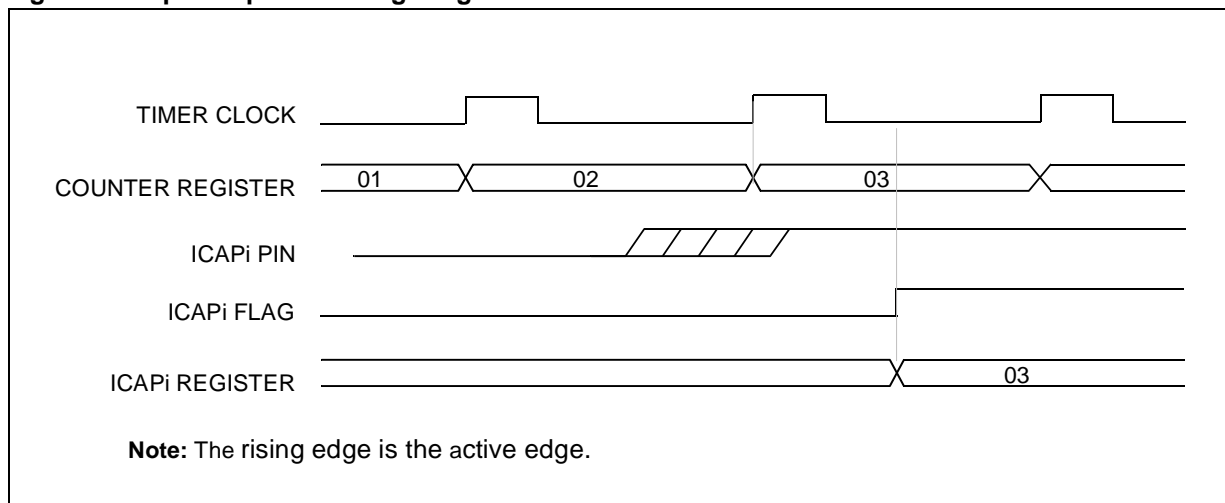 TIMER CLOCK
COUNTER REGISTER
01
02
03
ICAPi PIN
ICAPi FLAG
ICAPi REGISTER
03
Note: The rising edge is the active edge.